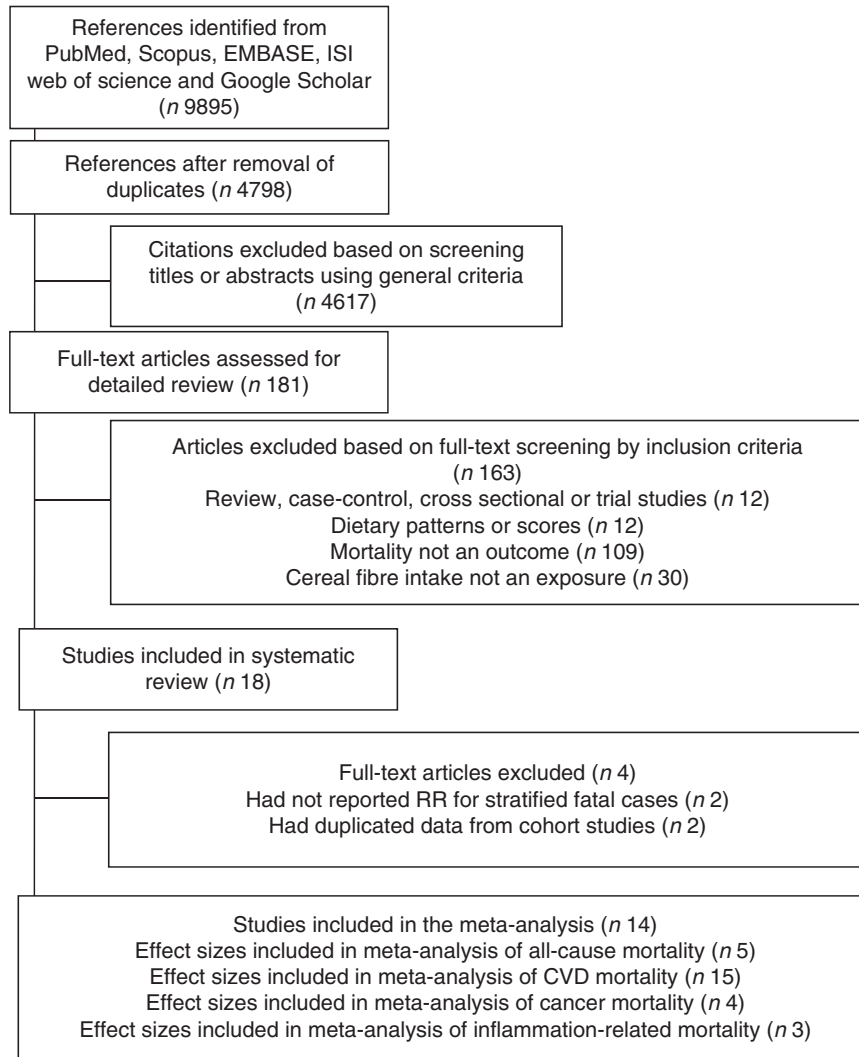 References identified from
PubMed, Scopus, EMBASE, ISI
web of science and Google Scholar
(n 9895)
References after removal of
duplicates (n 4798)
Citations excluded based on screening
titles or abstracts using general criteria
(n 4617)
Full-text articles assessed for
detailed review (n 181)
Articles excluded based on full-text screening by inclusion criteria
(n 163)
Review, case-control, cross sectional or trial studies (n 12)
Dietary patterns or scores (n 12)
Mortality not an outcome (n 109)
Cereal fibre intake not an exposure (n 30)
Studies included in systematic
review (n 18)
Full-text articles excluded (n 4)
Had not reported RR for stratified fatal cases (n 2)
Had duplicated data from cohort studies (n 2)
Studies included in the meta-analysis (n 14)
Effect sizes included in meta-analysis of all-cause mortality (n 5)
Effect sizes included in meta-analysis of CVD mortality (n 15)
Effect sizes included in meta-analysis of cancer mortality (n 4)
Effect sizes included in meta-analysis of inflammation-related mortality (n 3)